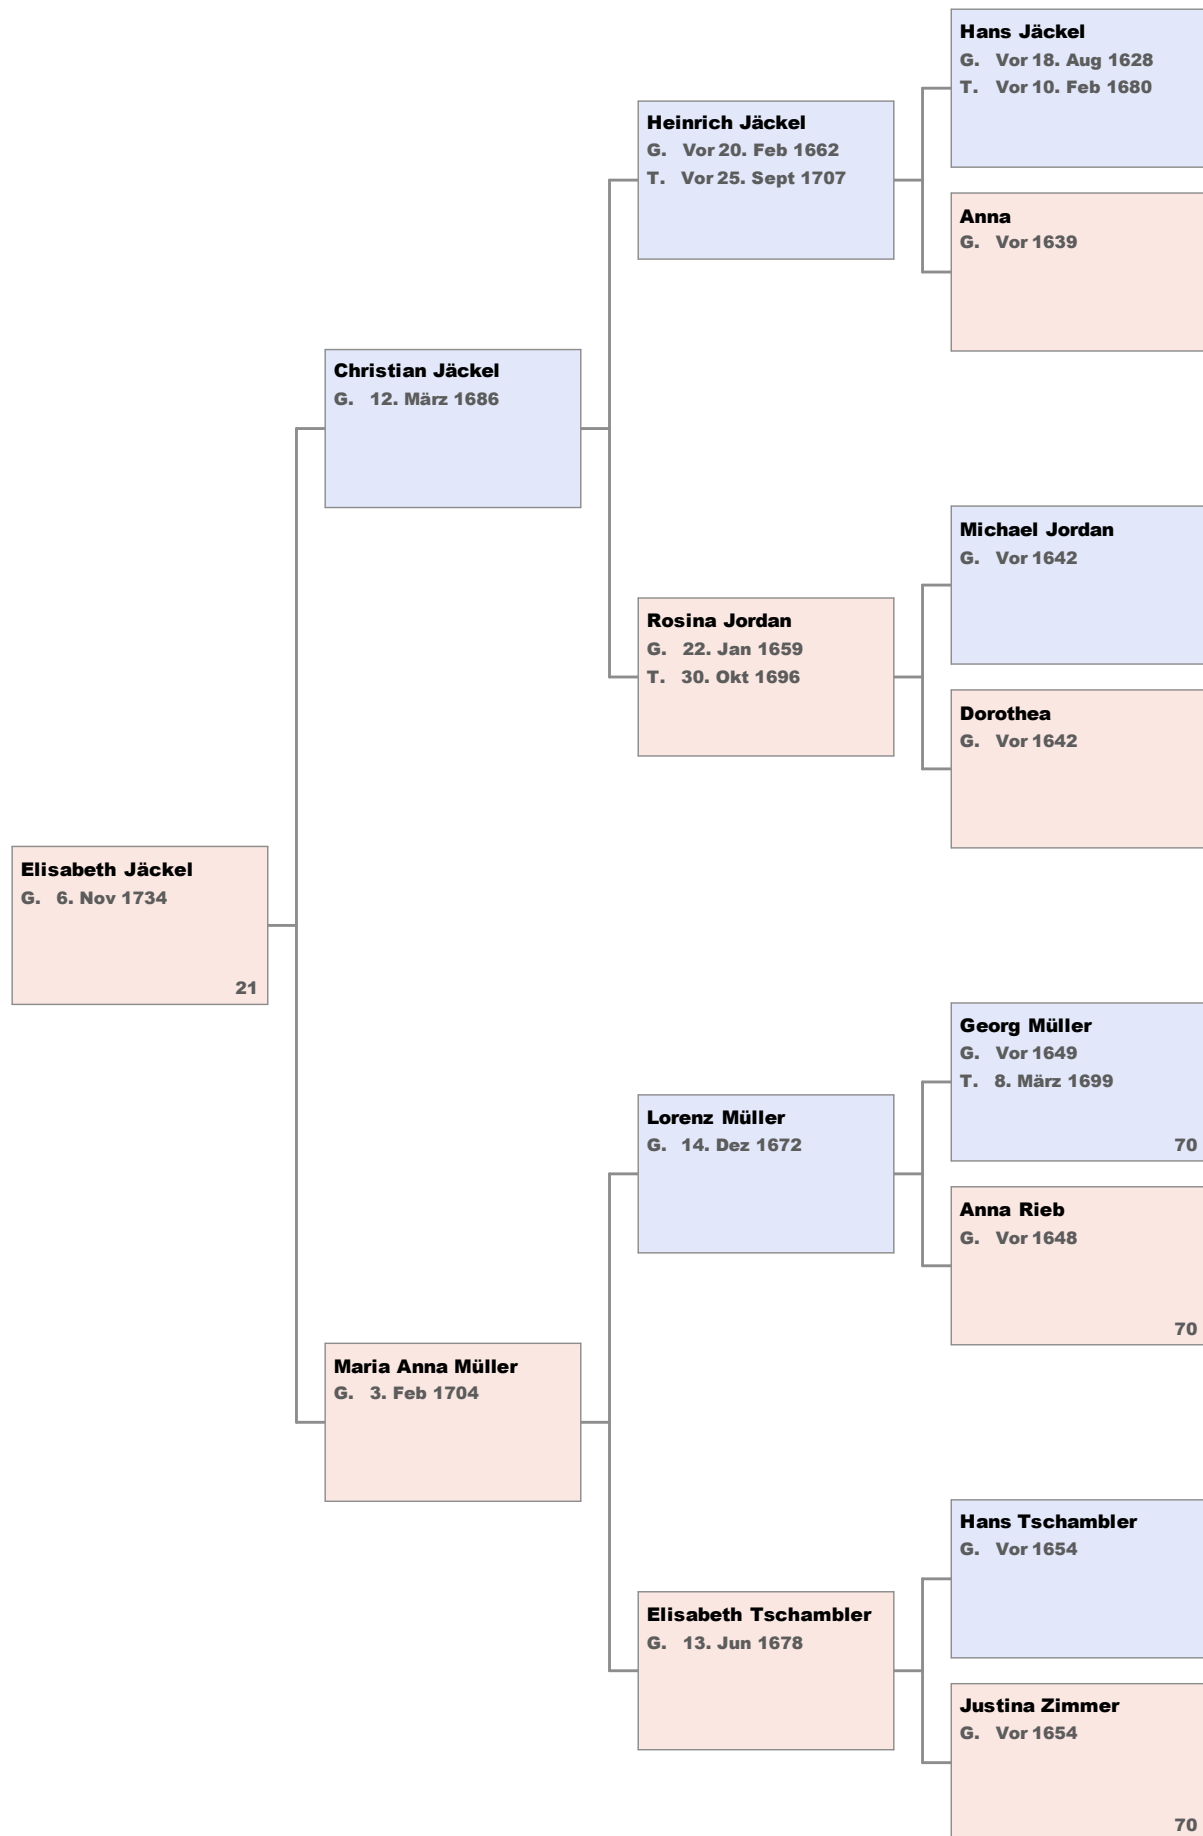 Hans Jäckel
G. Vor 18. Aug 1628
T. Vor 10. Feb 1680
Heinrich Jäckel
G. Vor 20. Feb 1662
T. Vor 25. Sept 1707
Anna
G. Vor 1639
Christian Jäckel
G. 12. März 1686
Michael Jordan
G. Vor 1642
Rosina Jordan
G. 22. Jan 1659
T. 30. Okt 1696
Dorothea
G. Vor 1642
Elisabeth Jäckel
G. 6. Nov 1734
21
Georg Müller
G. Vor 1649
T. 8. März 1699
70
Lorenz Müller
G. 14. Dez 1672
Anna Rieb
G. Vor 1648
70
Maria Anna Müller
G. 3. Feb 1704
Hans Tschambler
G. Vor 1654
Elisabeth Tschambler
G. 13. Jun 1678
Justina Zimmer
G. Vor 1654
70